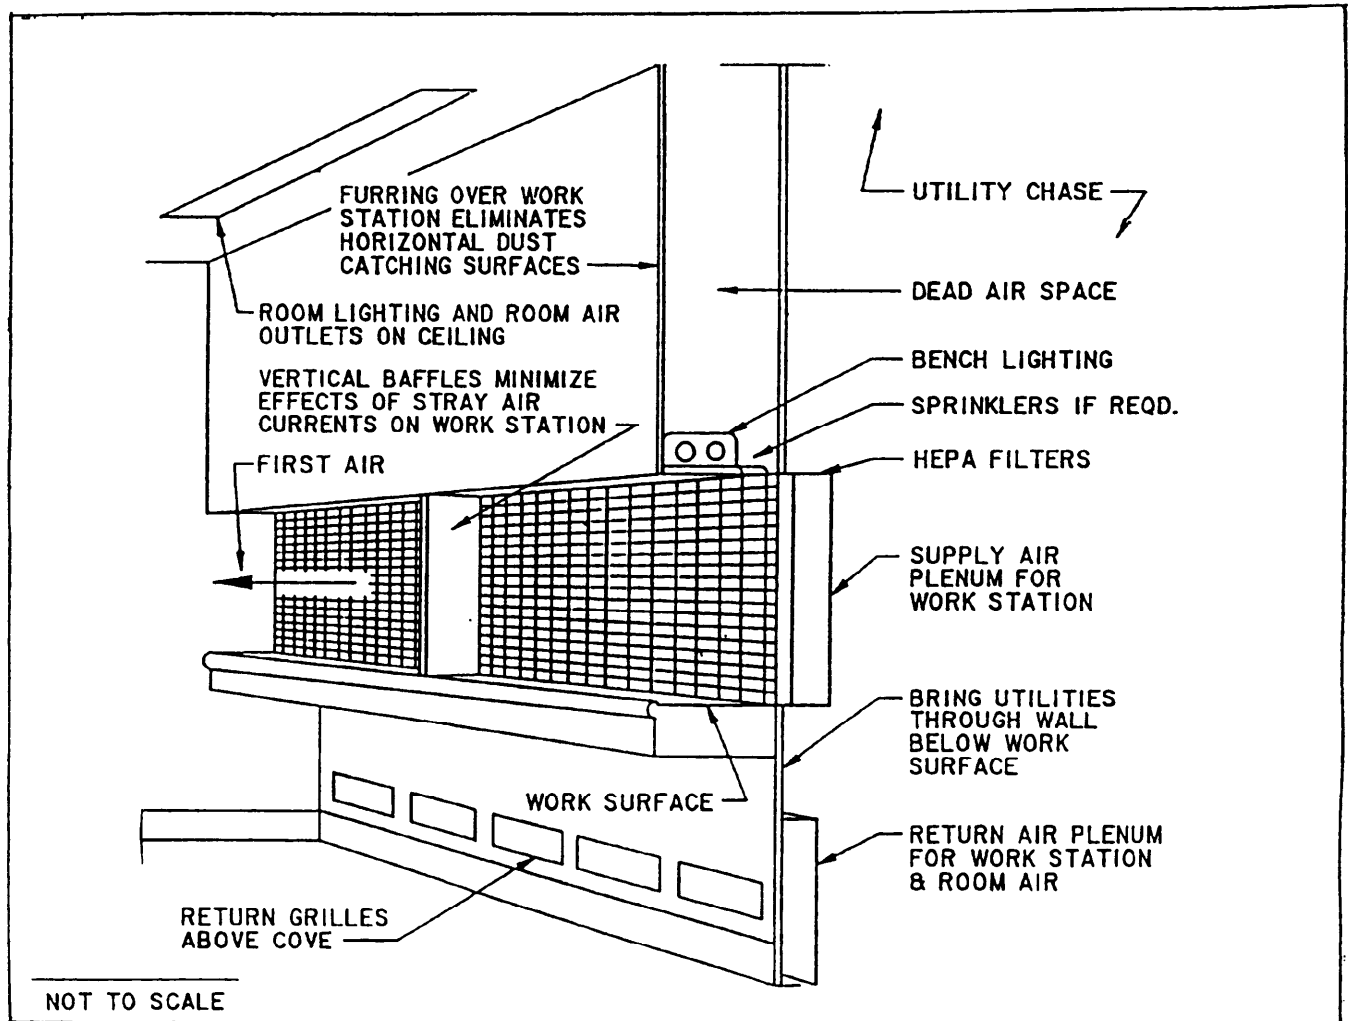 FURRING OVER WORK
STATION ELIMINATES
HORIZONTAL DUST
CATCHING SURFACES
ROOM LIGHTING AND ROOM AIR
OUTLETS ON CEILING
VERTICAL BAFFLES MINIMIZE
EFFECTS OF STRAY AIR
CURRENTS ON WORK STATION
FIRST AIR
UTILITY CHASE
DEAD AIR SPACE
BENCH LIGHTING
SPRINKLERS IF REQD.
HEPA FILTERS
SUPPLY AIR
PLENUM FOR
WORK STATION
BRING UTILITIES
THROUGH WALL
BELOW WORK
SURFACE
WORK SURFACE
RETURN AIR PLENUM
FOR WORK STATION
& ROOM AIR
RETURN GRILLES
ABOVE COVE
NOT TO SCALE